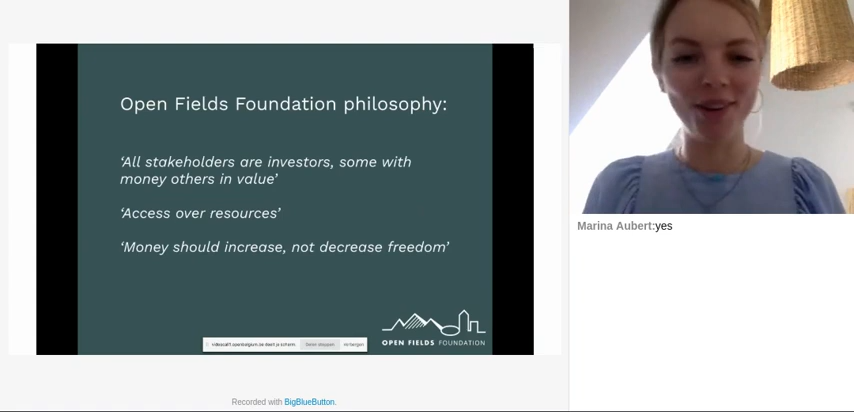 Open Fields Foundation philosophy:
‘All stakeholders are investors, some with
money others in value’
‘Access over resources’
‘Money should increase, not decrease freedom’
OPEN FIELDS FOUNDATION
Recorded with BigBlueButton.
Marina Aubert:yes